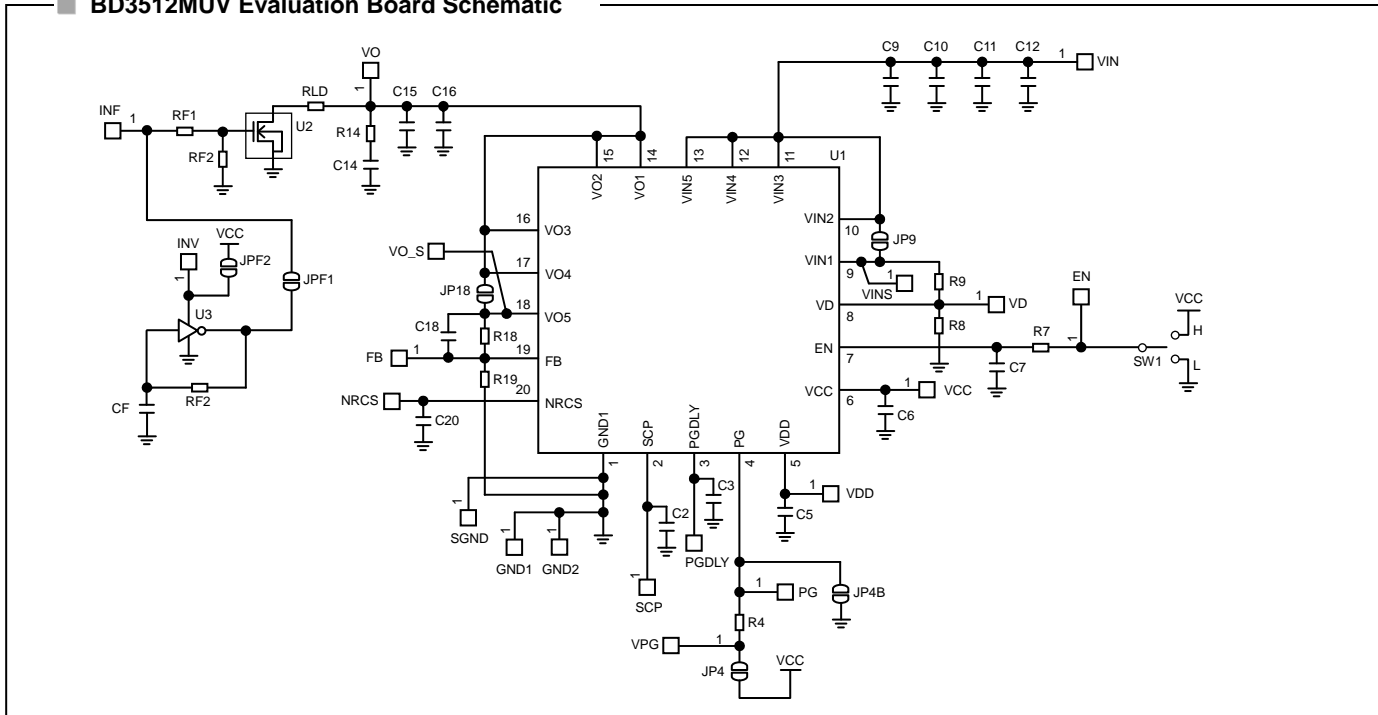 BD3512MUV Evaluation Board Schematic
VO
C9 C10 C11 C12
1 VIN
RLD
1
C15 C16
INF 1 RF1
U2
R14
RF2
C14
15 14 13 12 11 U1
VO2 VO1 VIN5 VIN4 VIN3
16 VO3
VIN2 10
INV VCC
VO_S
JP9
JPF2
JPF1
17 VO4
VIN1 9
1
EN
1
VINS
R9
JP18
VCC
U3
18 VO5
VD 8
1 VD
C18
R18
R8
1
H
R7
FB 1 19 FB
EN 7
SW1
L
R19
C7
RF2
CF
NRCS 20 NRCS
VCC 6
1 VCC
C20
C6
GND1 SCP PGDLY PG VDD
1 2 3 4 5
C3
1 VDD
1
SGND
C2
C5
1 1
GND1 GND2
PGDLY
1
SCP
1 PG
JP4B
R4
VPG 1
JP4
VCC